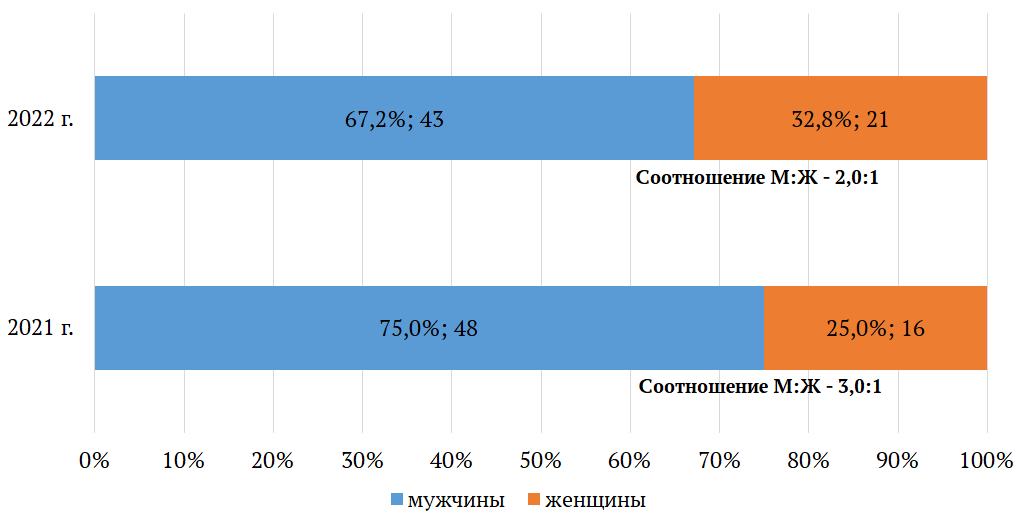 2022 г.
67,2%; 43
32,8%; 21
Соотношение М:Ж - 2,0:1
2021 г.
75,0%; 48
25,0%; 16
Соотношение М:Ж - 3,0:1
0% 10% 20% 30% 40% 50% 60% 70% 80% 90% 100%
мужчины женщины